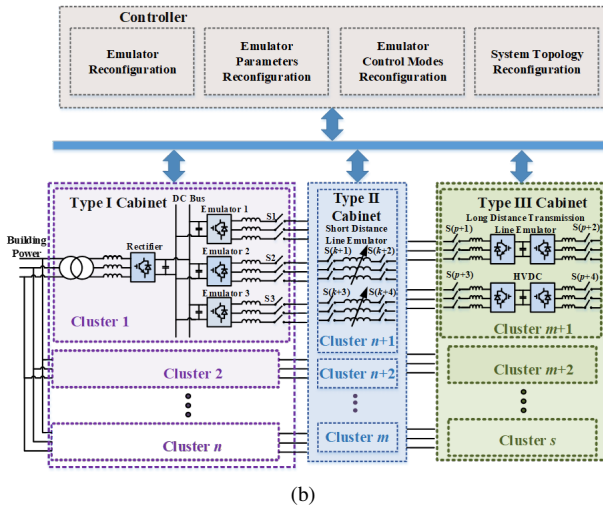 Controller
Emulator
Reconfiguration
Emulator
Parameters
Reconfiguration
Emulator
Control Modes
Reconfiguration
System Topology
Reconfiguration
Type I Cabinet
DC Bus
Emulator 1
S1
Building
Power
Rectifier
Emulator 2
S2
Emulator 3
S3
Cluster 1
Cluster 2
Cluster n
Type II
Cabinet
Short Distance
Line Emulator
S(k+1)
S(k+2)
S(k+3)
S(k+4)
Cluster n+1
Cluster n+2
Cluster m
Type III Cabinet
Long Distance Transmission
Line Emulator
S(p+1)
S(p+2)
S(p+3)
HVDC
S(p+4)
Cluster m+1
Cluster m+2
Cluster s
(b)